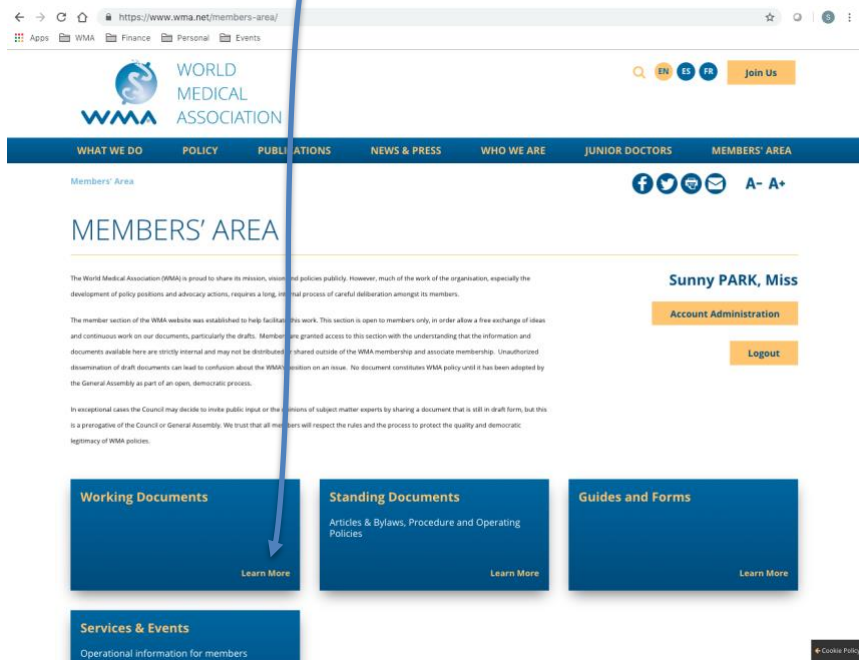 https://www.wma.net/members-area/
S
Apps WMA Finance Personal Events
WORLD
MEDICAL
ASSOCIATION
WMA
EN ES FR Join Us
WHAT WE DO POLICY PUBLICATIONS NEWS & PRESS WHO WE ARE JUNIOR DOCTORS MEMBERS' AREA
Members' Area
A- A+
MEMBERS' AREA
The World Medical Association (WMA) is proud to share its mission, vision and policies publicly. However, much of the work of the organisation, especially the
development of policy positions and advocacy actions, requires a long, internal process of careful deliberation amongst its members.
The member section of the WMA website was established to help facilitate this work. This section is open to members only, in order allow a free exchange of ideas
and continuous work on our documents, particularly the drafts. Members are granted access to this section with the understanding that the information and
documents available here are strictly internal and may not be distributed or shared outside of the WMA membership and associate membership. Unauthorized
dissemination of draft documents can lead to confusion about the WMA's position on an issue. No document constitutes WMA policy until it has been adopted by
the General Assembly as part of an open, democratic process.
In exceptional cases the Council may decide to invite public input or the opinions of subject matter experts by sharing a document that is still in draft form, but this
is a prerogative of the Council or General Assembly. We trust that all members will respect the rules and the process to protect the quality and democratic
legitimacy of WMA policies.
Sunny PARK, Miss
Account Administration
Logout
Working Documents
Learn More
Standing Documents
Articles & Bylaws, Procedure and Operating
Policies
Learn More
Guides and Forms
Learn More
Services & Events
Operational information for members
Cookie Policy